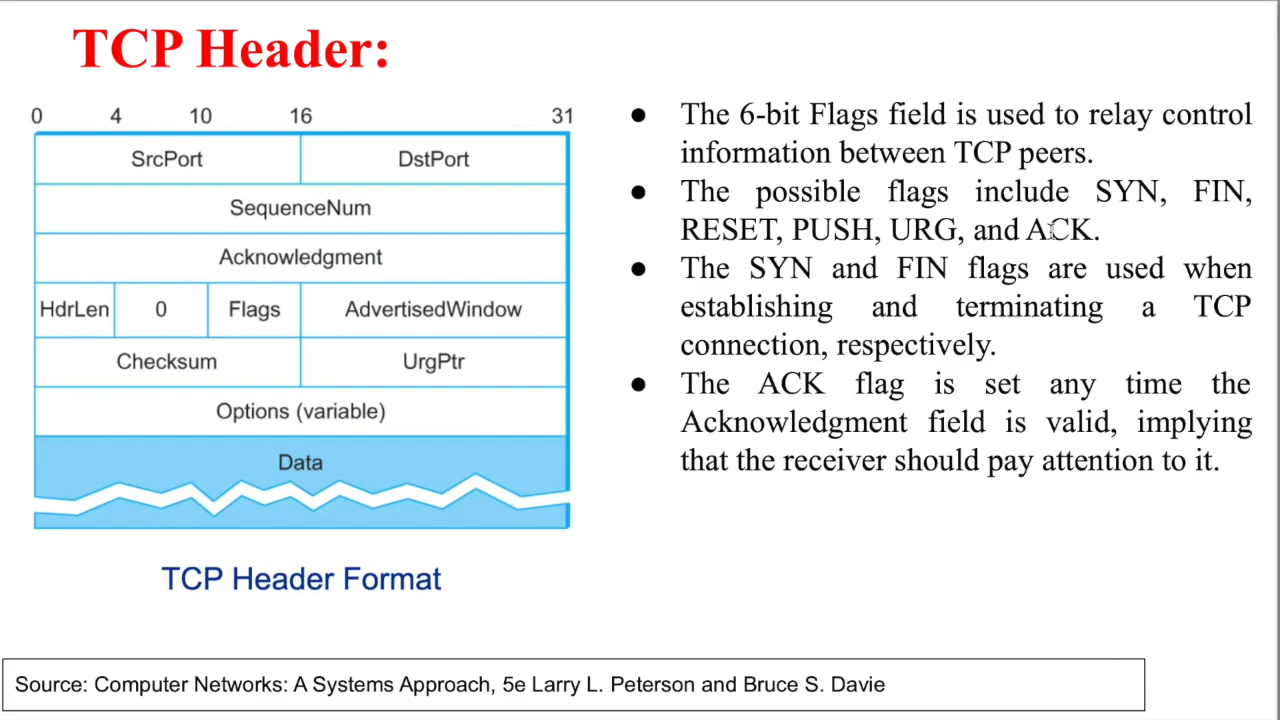 TCP Header:
0 4 10 16 31
SrcPort DstPort
SequenceNum
Acknowledgment
HdrLen 0 Flags AdvertisedWindow
Checksum UrgPtr
Options (variable)
Data
TCP Header Format
● The 6-bit Flags field is used to relay control
information between TCP peers.
● The possible flags include SYN, FIN,
RESET, PUSH, URG, and ACK.
● The SYN and FIN flags are used when
establishing and terminating a TCP
connection, respectively.
● The ACK flag is set any time the
Acknowledgment field is valid, implying
that the receiver should pay attention to it.
Source: Computer Networks: A Systems Approach, 5e Larry L. Peterson and Bruce S. Davie